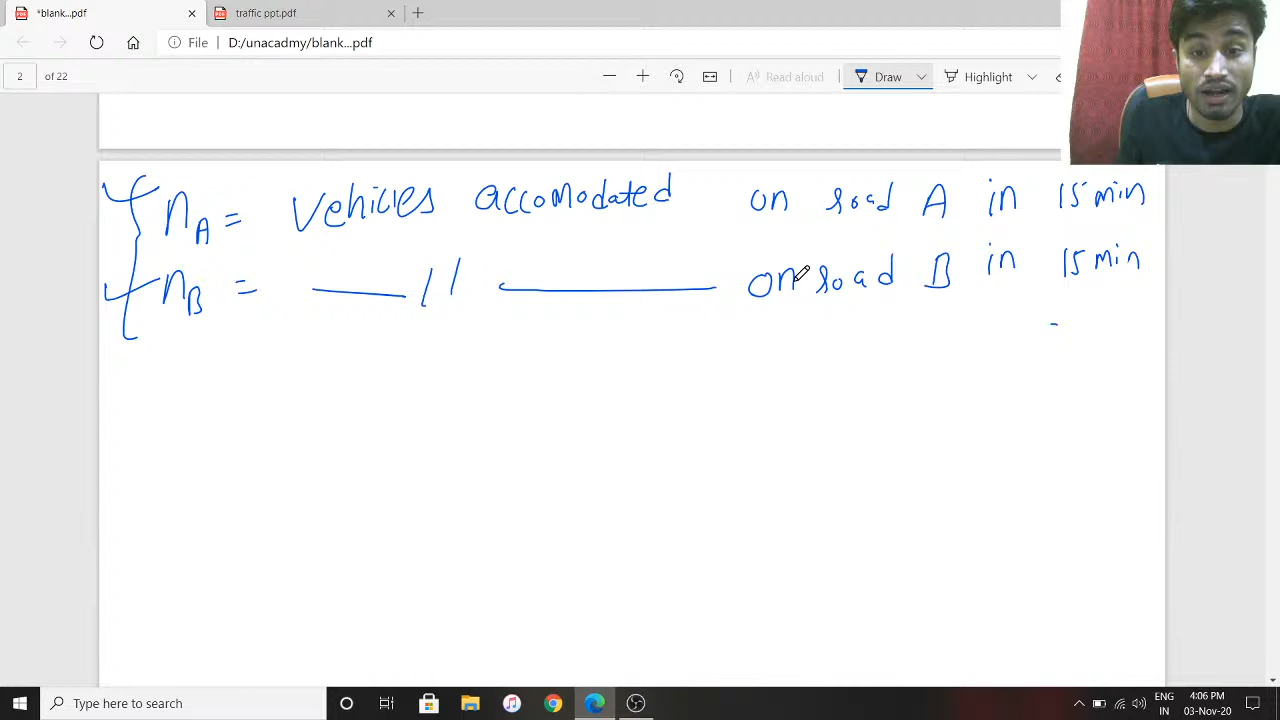 *blank.pdf
traffic ppt.pdf
File D:/unacadmy/blank...pdf
2 of 22
Read aloud Draw Highlight
nA = Vehicles accomodated on road A in 15 min
nB = —— // —— on road B in 15 min
Type here to search
ENG 4:06 PM
IN 03-Nov-20